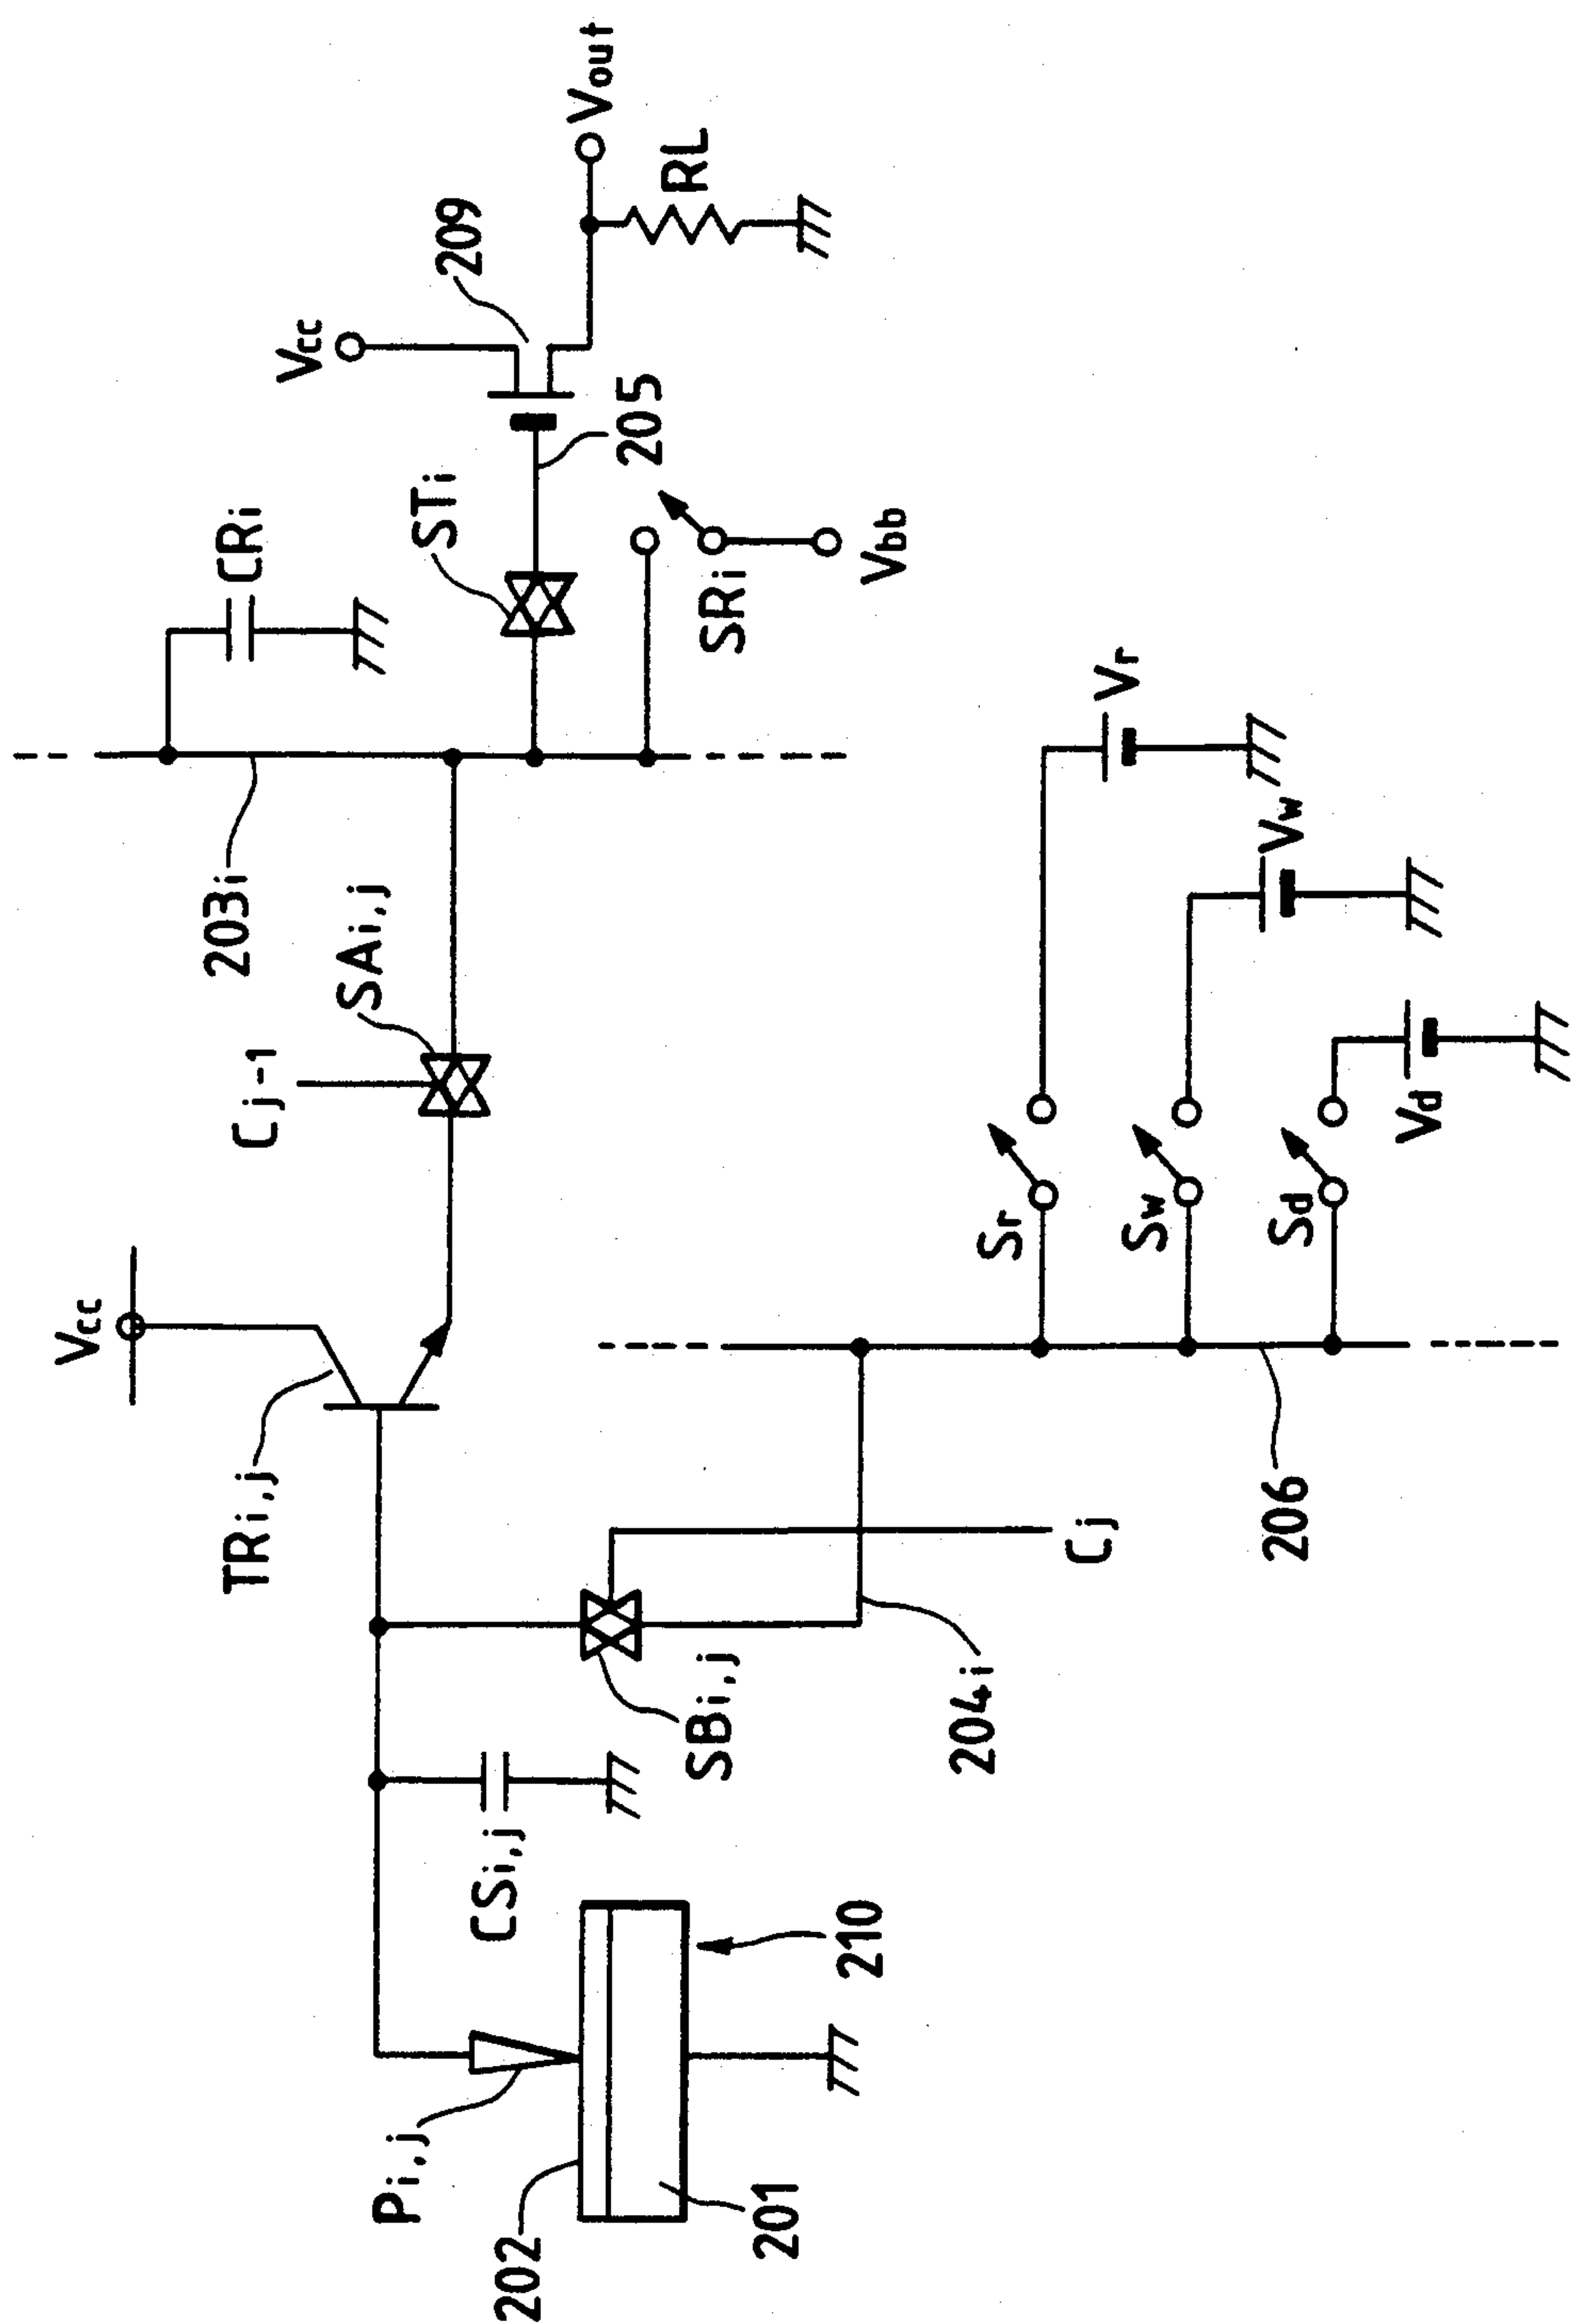 Vcc
Vcc
Vout
209
RL
CRi
STi
205
SRi
Vbb
203i
SAi,j
Cj-1
TRi,j
Pi,j
202
201
210
CSi,j
SBi,j
204i
Cj
206
Sr
Sw
Sd
Vr
Vw
Vd